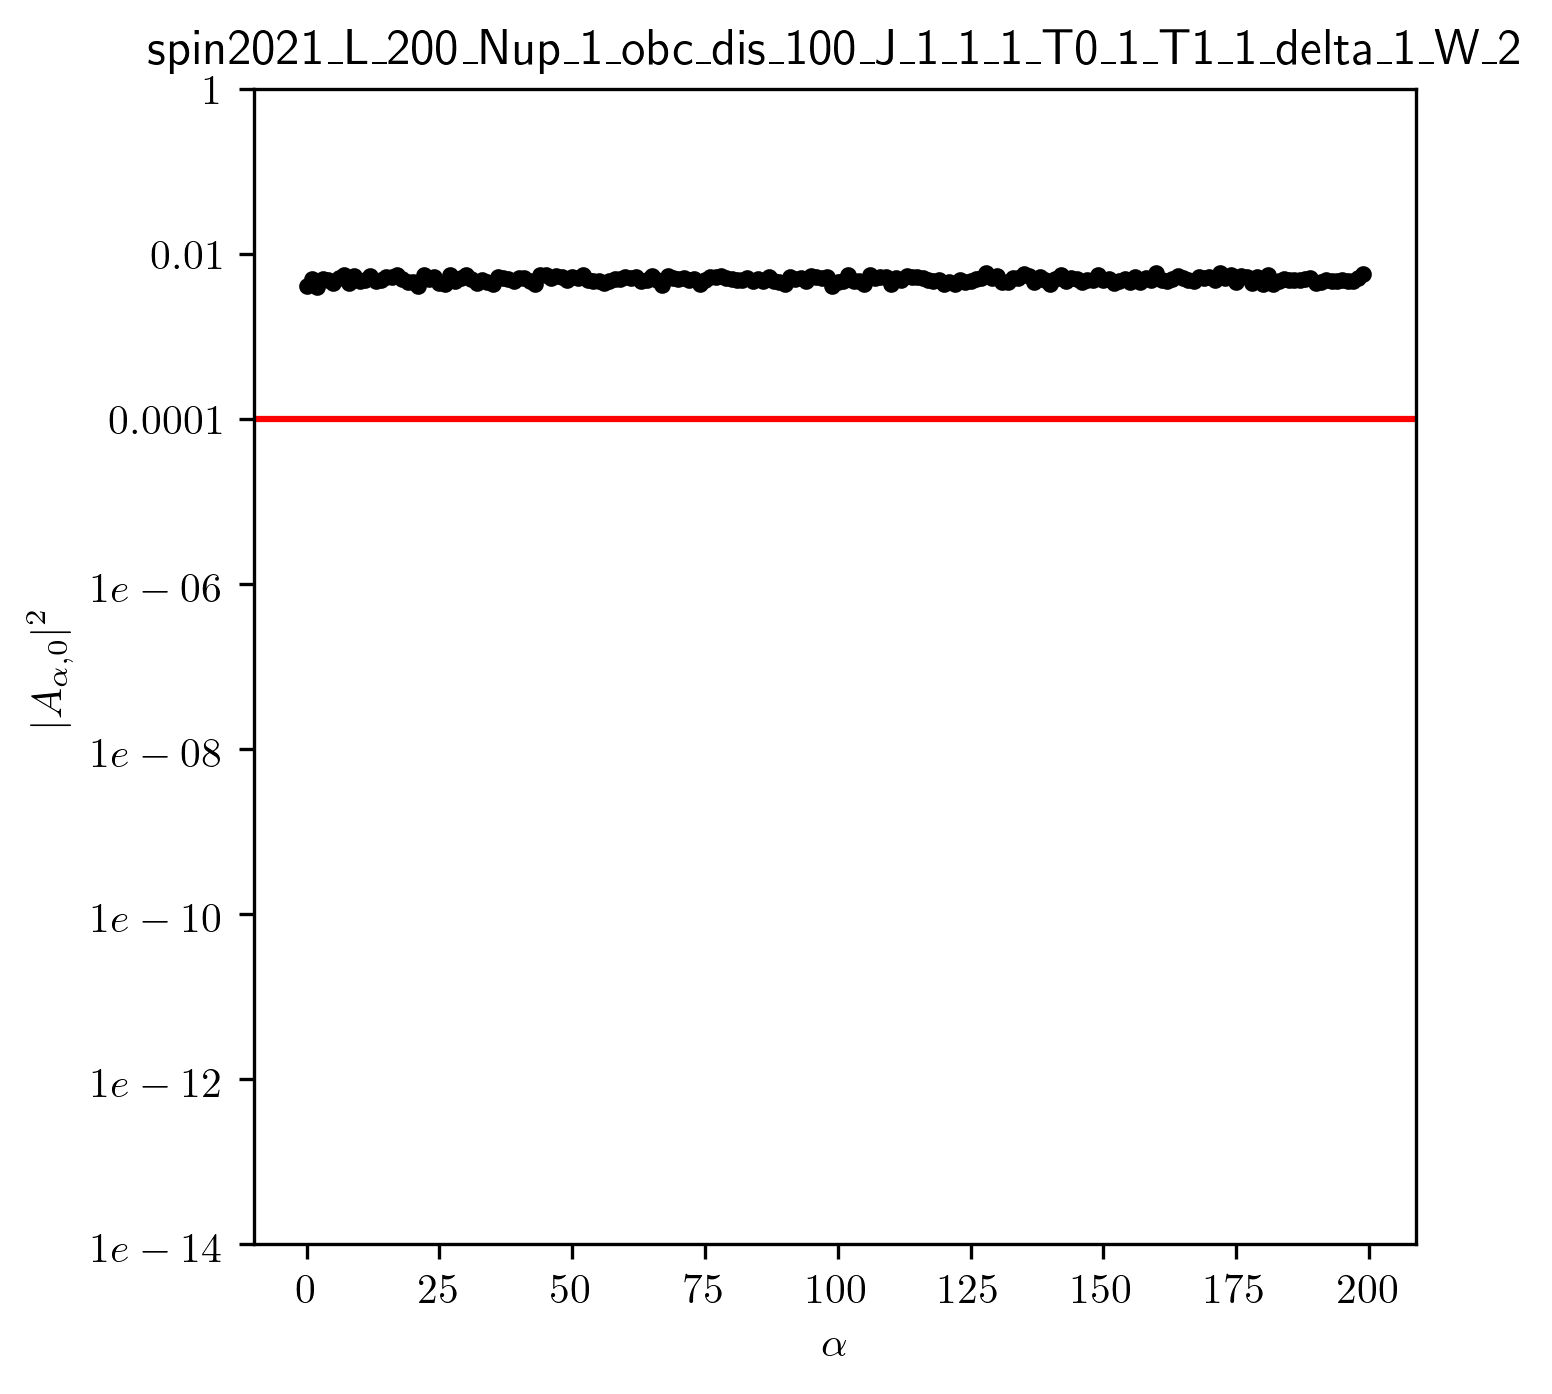 spin2021_L_200_Nup_1_obc_dis_100_J_1_1_1_T0_1_T1_1_delta_1_W_2
1
0.01
0.0001
1e − 06
1e − 08
1e − 10
1e − 12
1e − 14
|A_{α,0}|²
0 25 50 75 100 125 150 175 200
α